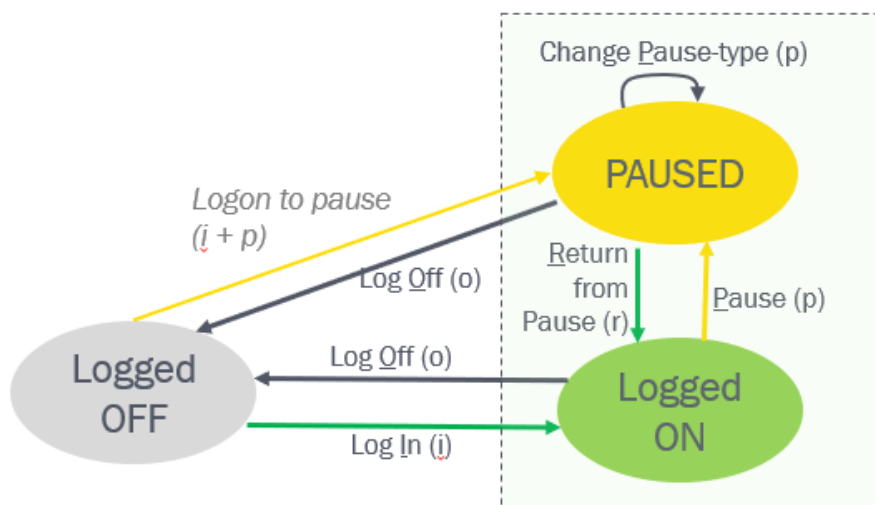 Change Pause-type (p)
PAUSED
Logon to pause
(i + p)
Return
from
Pause (r)
Log Off (o)
Pause (p)
Logged
OFF
Log Off (o)
Logged
ON
Log In (i)